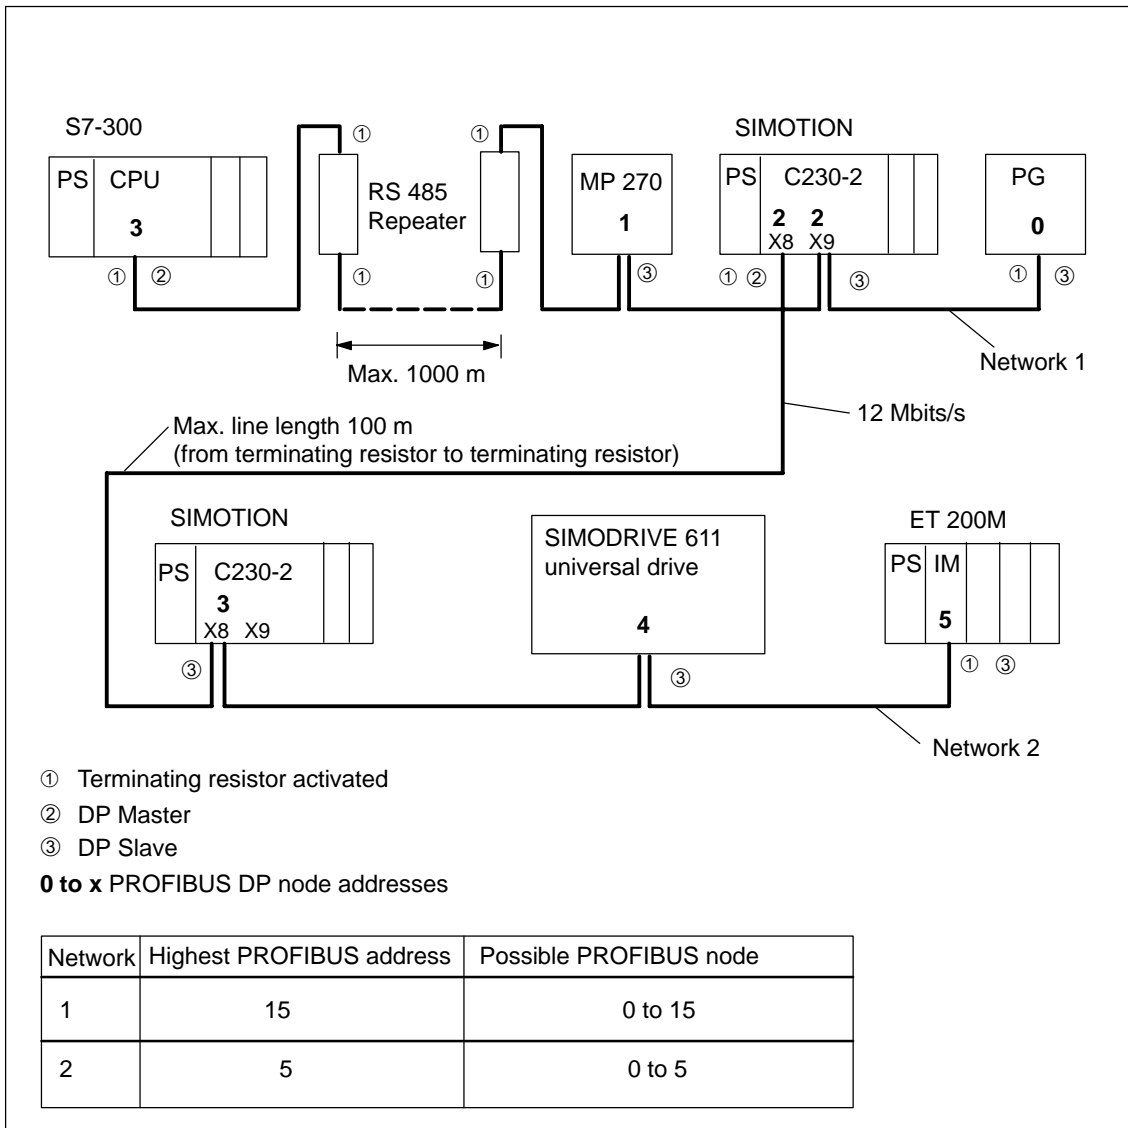 S7-300
SIMOTION
① ①
PS CPU
3
RS 485
Repeater
MP 270
1
PS C230-2
2 2
X8 X9
PG
0
① ②
①
①
③
① ②
③
① ③
Max. 1000 m
Network 1
12 Mbits/s
Max. line length 100 m
(from terminating resistor to terminating resistor)
SIMOTION
PS C230-2
3
X8 X9
③
SIMODRIVE 611
universal drive
4
③
ET 200M
PS IM
5
① ③
Network 2
① Terminating resistor activated
② DP Master
③ DP Slave
0 to x PROFIBUS DP node addresses
Network Highest PROFIBUS address Possible PROFIBUS node
1 15 0 to 15
2 5 0 to 5